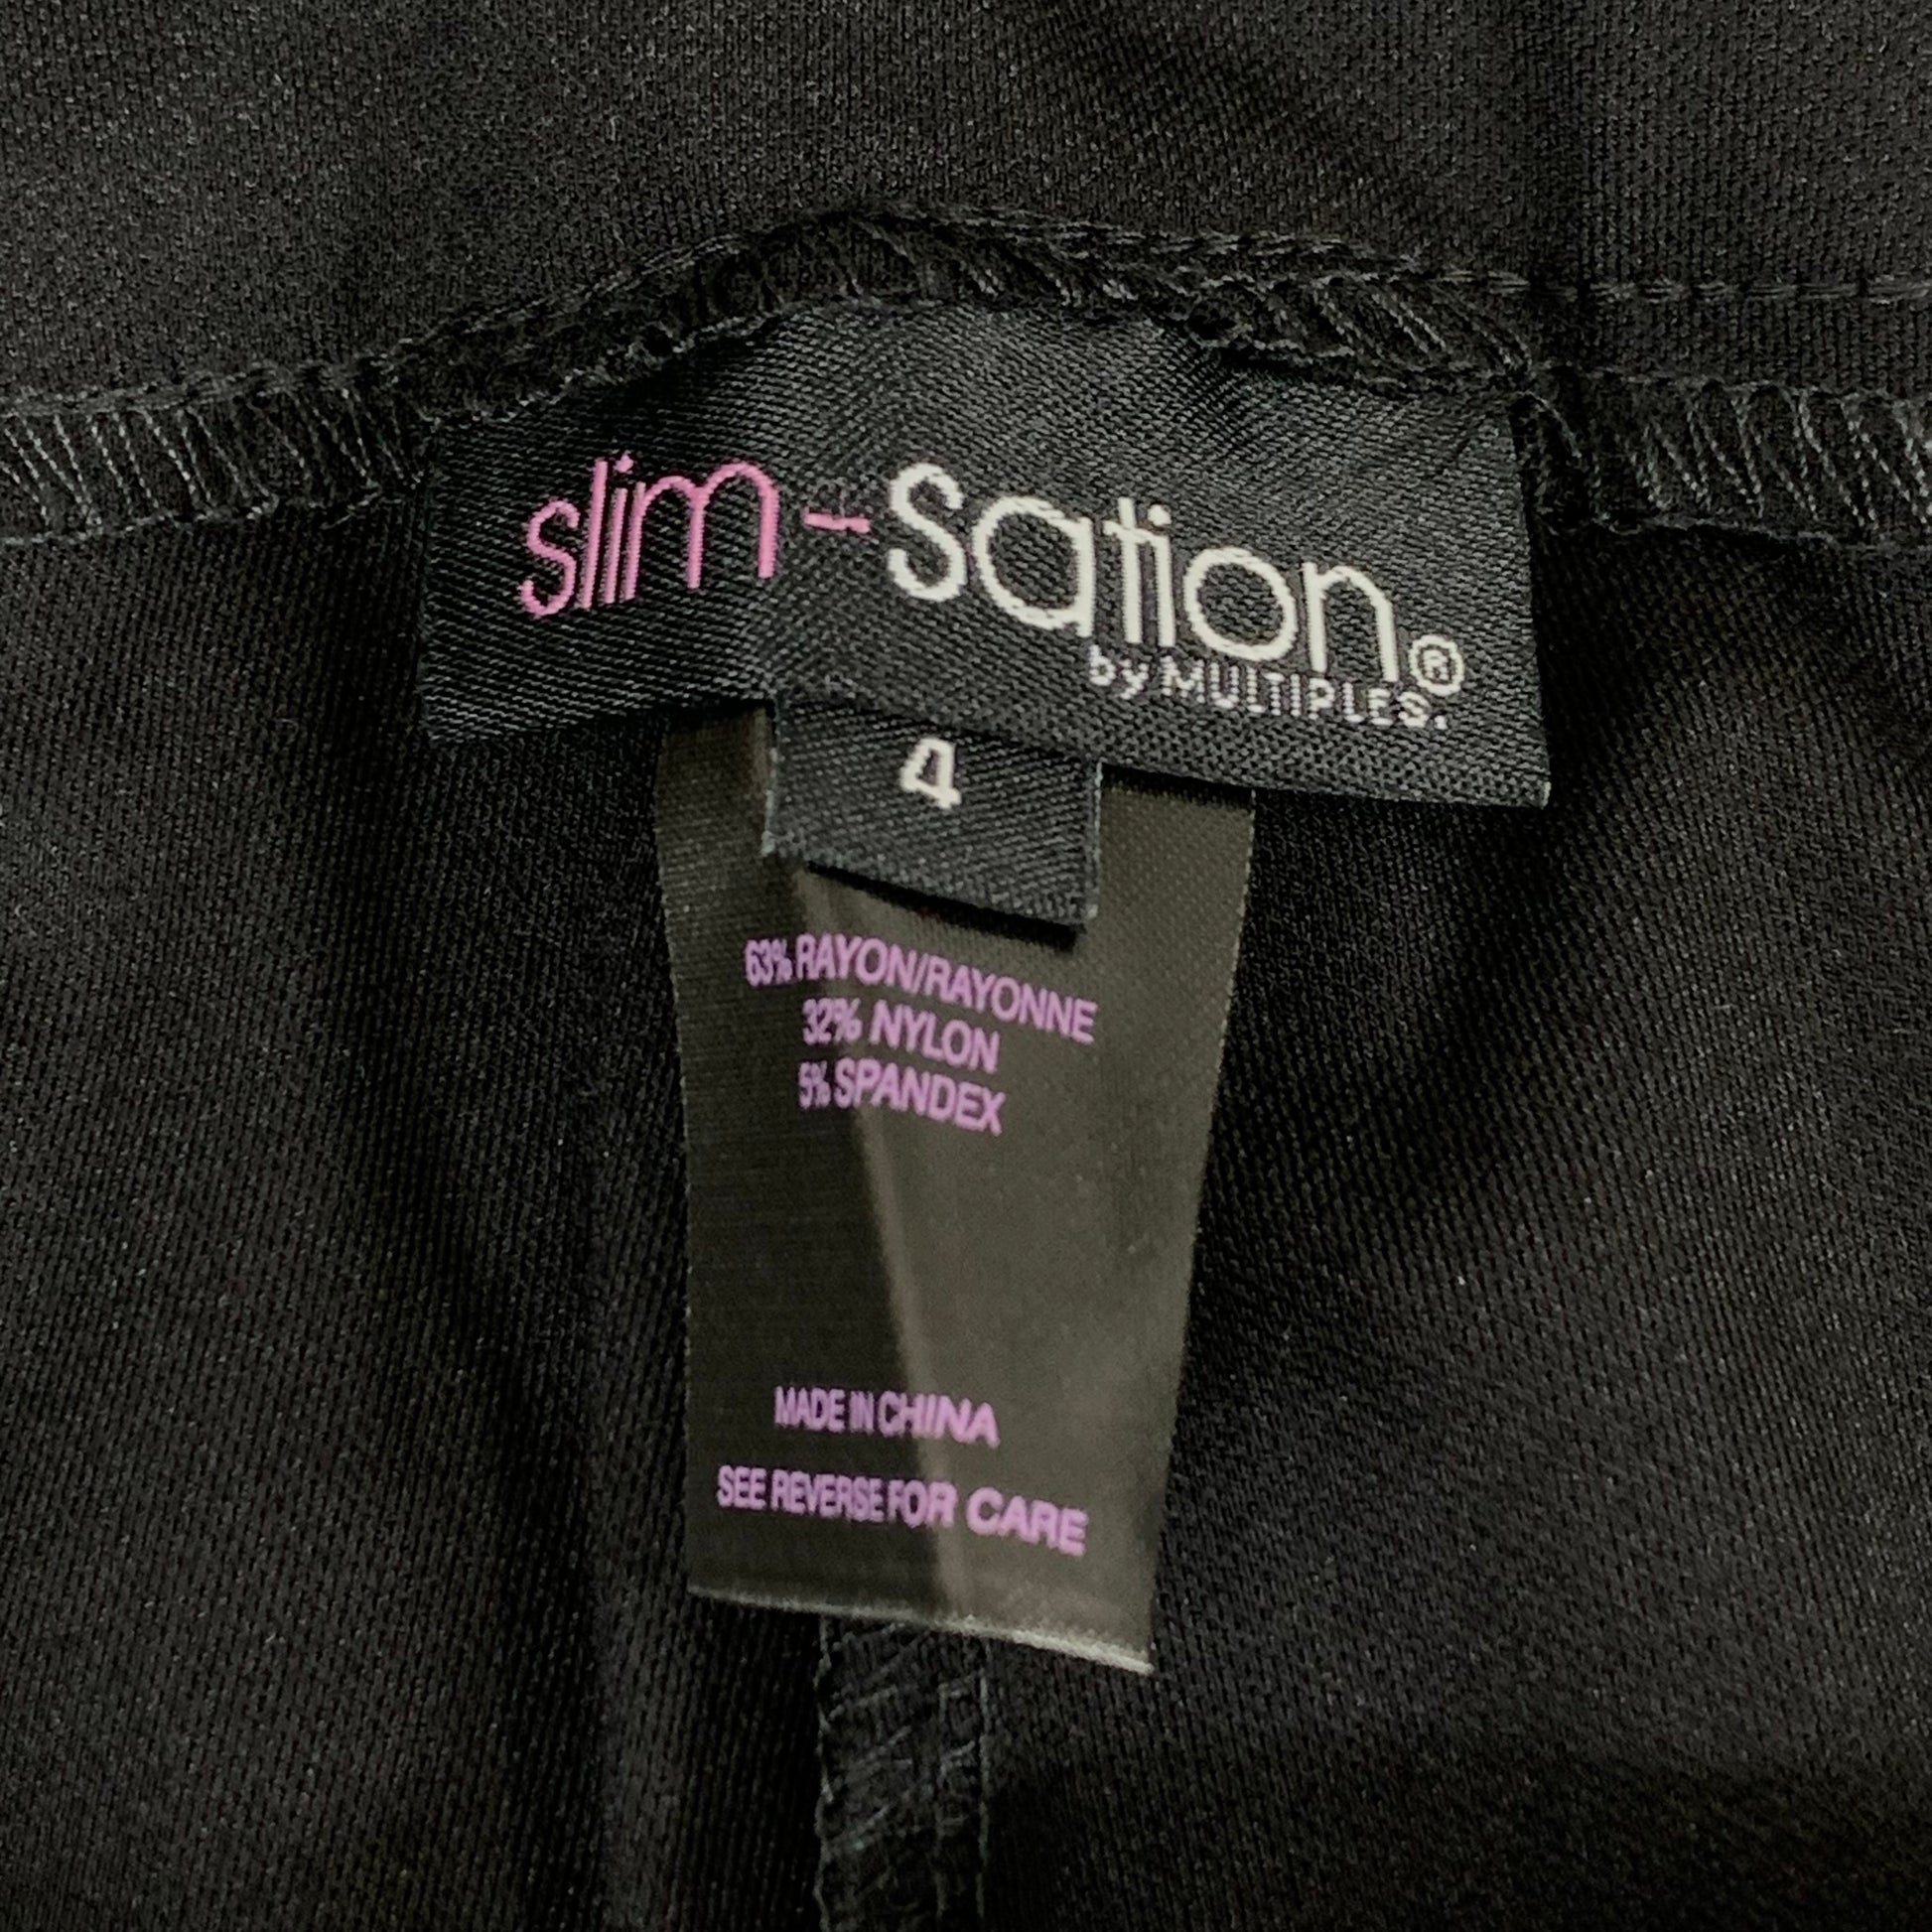 slim-sation®
by MULTIPLES.
4
63% RAYON/RAYONNE
32% NYLON
5% SPANDEX
MADE IN CHINA
SEE REVERSE FOR CARE